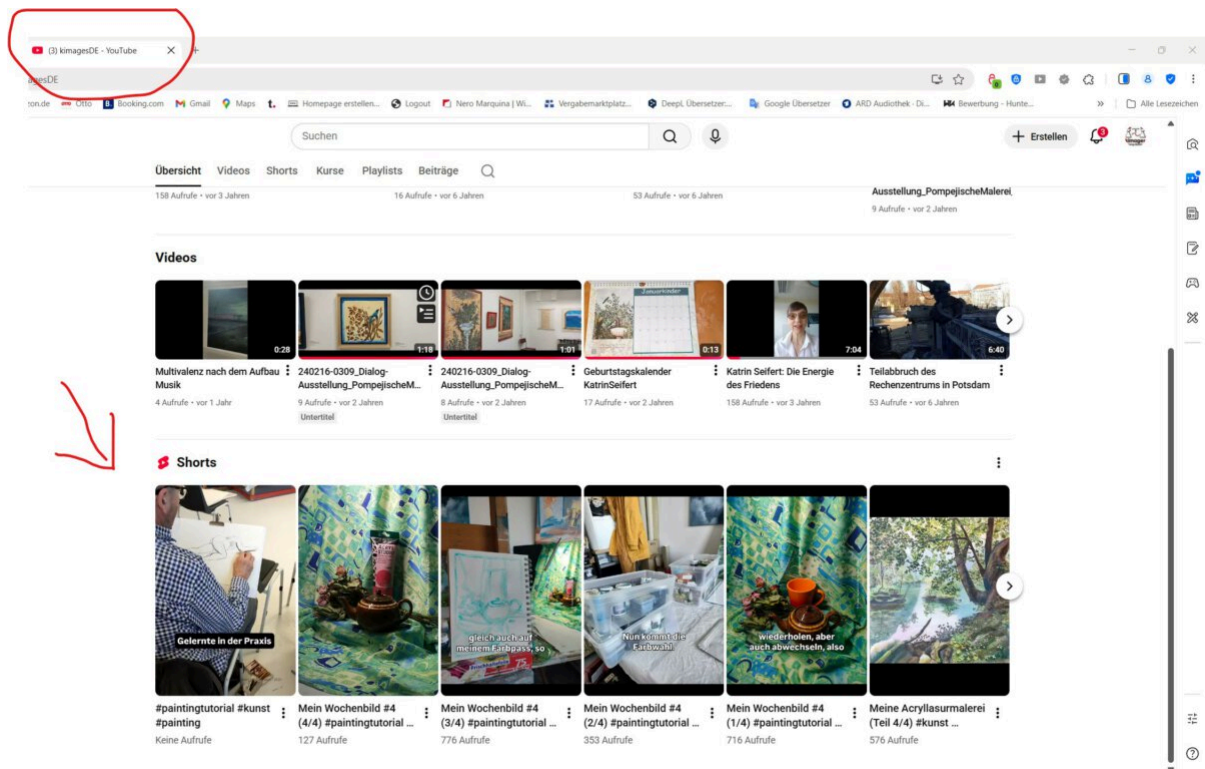 (3) kimagesDE - YouTube
agesDE
zon.de Otto Booking.com Gmail Maps t. Homepage erstellen... Logout Nero Marquina | Wi... Vergabemarktplatz... DeepL Übersetzer:... Google Übersetzer ARD Audiothek - Di... Bewerbung - Hunte... » Alle Lesezeichen
Suchen
Erstellen
3
Übersicht Videos Shorts Kurse Playlists Beiträge
158 Aufrufe • vor 3 Jahren 16 Aufrufe • vor 6 Jahren 53 Aufrufe • vor 6 Jahren Ausstellung_PompejischeMalerei
9 Aufrufe • vor 2 Jahren
Videos
Januarkinder
0:28 1:18 1:01 0:13 7:04 6:40
Multivalenz nach dem Aufbau 240216-0309_Dialog- 240216-0309_Dialog- Geburtstagskalender Katrin Seifert: Die Energie Teilabbruch des
Musik Ausstellung_PompejischeM... Ausstellung_PompejischeM... KatrinSeifert des Friedens Rechenzentrums in Potsdam
4 Aufrufe • vor 1 Jahr 9 Aufrufe • vor 2 Jahren 8 Aufrufe • vor 2 Jahren 17 Aufrufe • vor 2 Jahren 158 Aufrufe • vor 3 Jahren 53 Aufrufe • vor 6 Jahren
Untertitel Untertitel
Shorts
Gelernte in der Praxis
gleich auch auf
meinem Farbpass, so
75
Nun kommt die
Farbwahl
wiederholen, aber
auch abwechseln, also
#paintingtutorial #kunst Mein Wochenbild #4 Mein Wochenbild #4 Mein Wochenbild #4 Mein Wochenbild #4 Meine Acryllasurmalerei
#painting (4/4) #paintingtutorial ... (3/4) #paintingtutorial ... (2/4) #paintingtutorial ... (1/4) #paintingtutorial ... (Teil 4/4) #kunst ...
Keine Aufrufe 127 Aufrufe 776 Aufrufe 353 Aufrufe 716 Aufrufe 576 Aufrufe